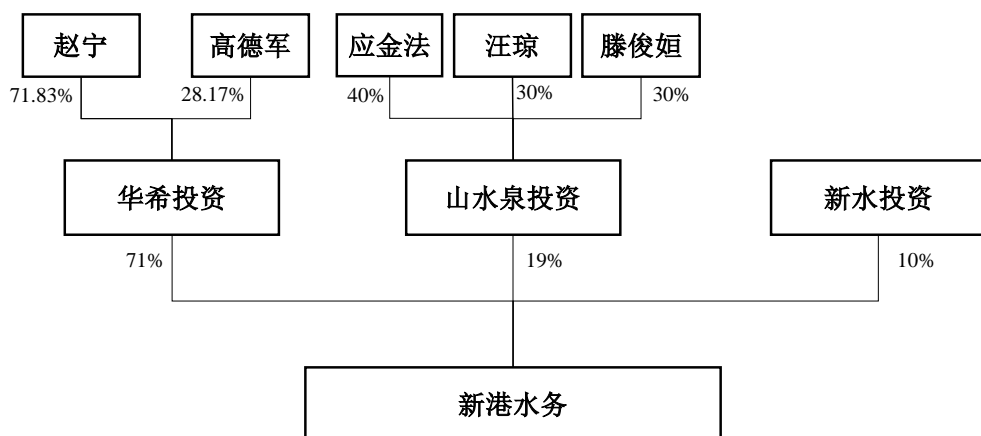 赵宁
高德军
应金法
汪琼
滕俊姮
71.83%
28.17%
40%
30%
30%
华希投资
山水泉投资
新水投资
71%
19%
10%
新港水务